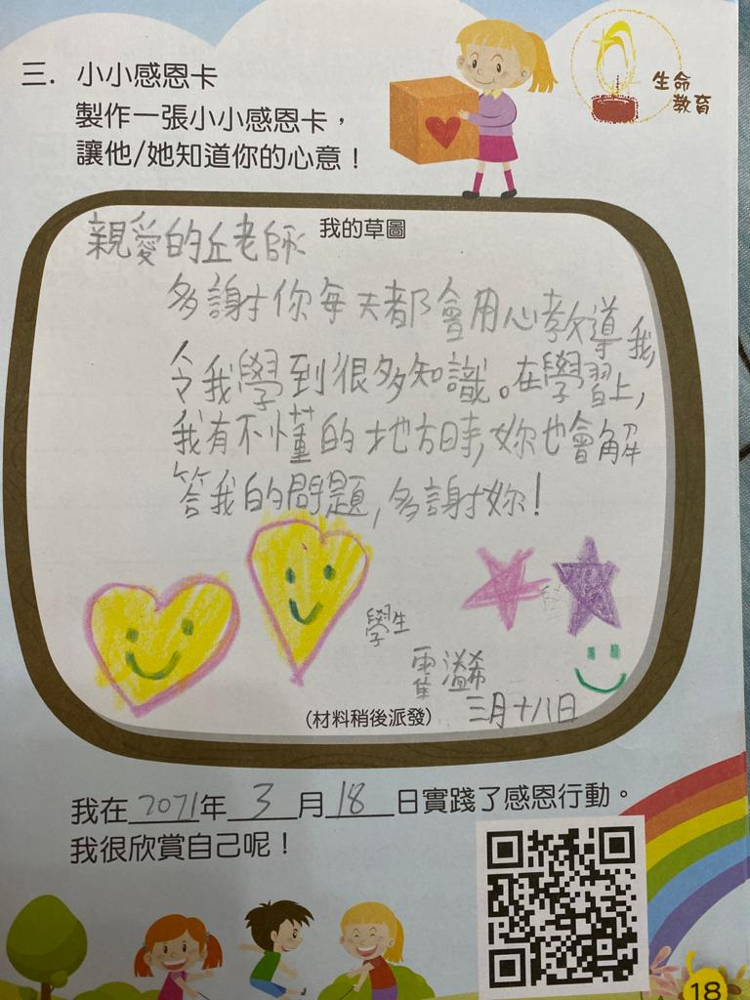 三. 小小感恩卡
製作一張小小感恩卡，
讓他/她知道你的心意！
生命
教育
我的草圖
親愛的丘老師
多謝你每天都會用心教導我,
令我學到很多知識。在學習上,
我有不懂的地方時,妳也會解
答我的問題,多謝妳!
學生
溢希
三月十八日
(材料稍後派發)
我在2021年3月18日實踐了感恩行動。
我很欣賞自己呢！
18